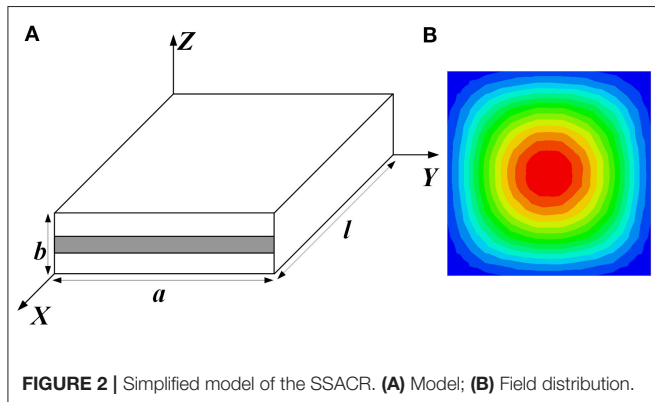 A
B
Z
Y
b
l
a
X
FIGURE 2 | Simplified model of the SSACR. (A) Model; (B) Field distribution.